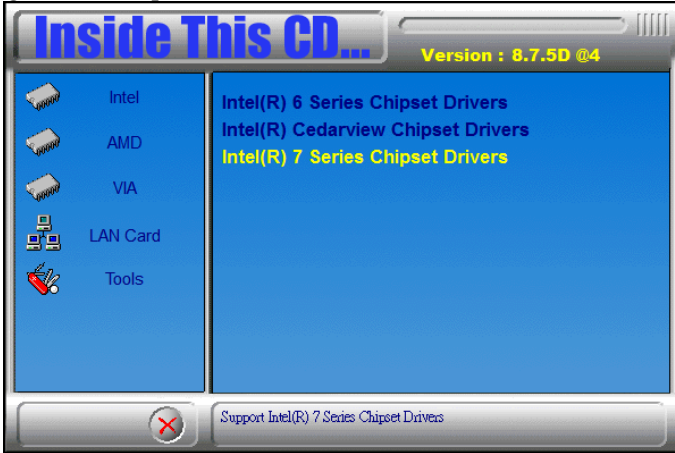 Inside This CD...
Version : 8.7.5D @4
Intel
AMD
VIA
LAN Card
Tools
Intel(R) 6 Series Chipset Drivers
Intel(R) Cedarview Chipset Drivers
Intel(R) 7 Series Chipset Drivers
Support Intel(R) 7 Series Chipset Drivers